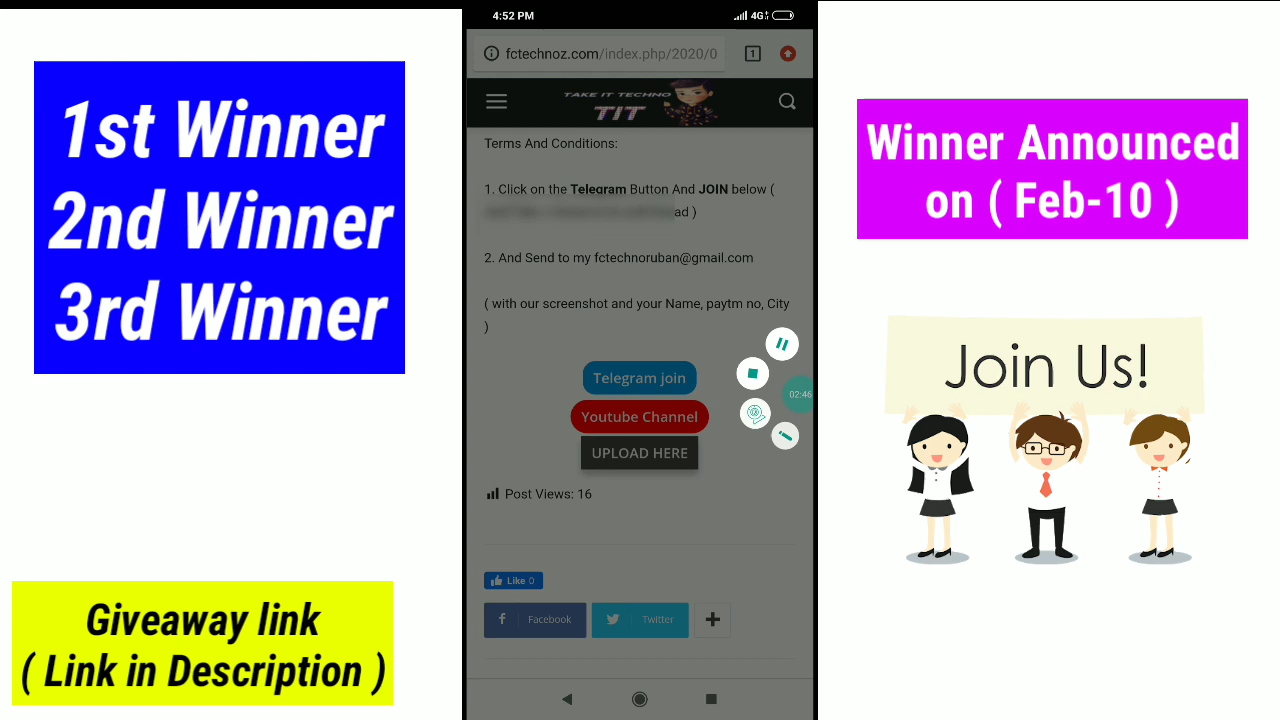 1st Winner
2nd Winner
3rd Winner
Giveaway link
( Link in Description )
4:52 PM
4G
fctechnoz.com/index.php/2020/0
1
TAKE IT TECHNO
TIT
Terms And Conditions:
1. Click on the Telegram Button And JOIN below (
ad )
2. And Send to my fctechnoruban@gmail.com
( with our screenshot and your Name, paytm no, City
)
02:46
Telegram join
Youtube Channel
UPLOAD HERE
Post Views: 16
Like 0
Facebook
Twitter
Winner Announced
on ( Feb-10 )
Join Us!